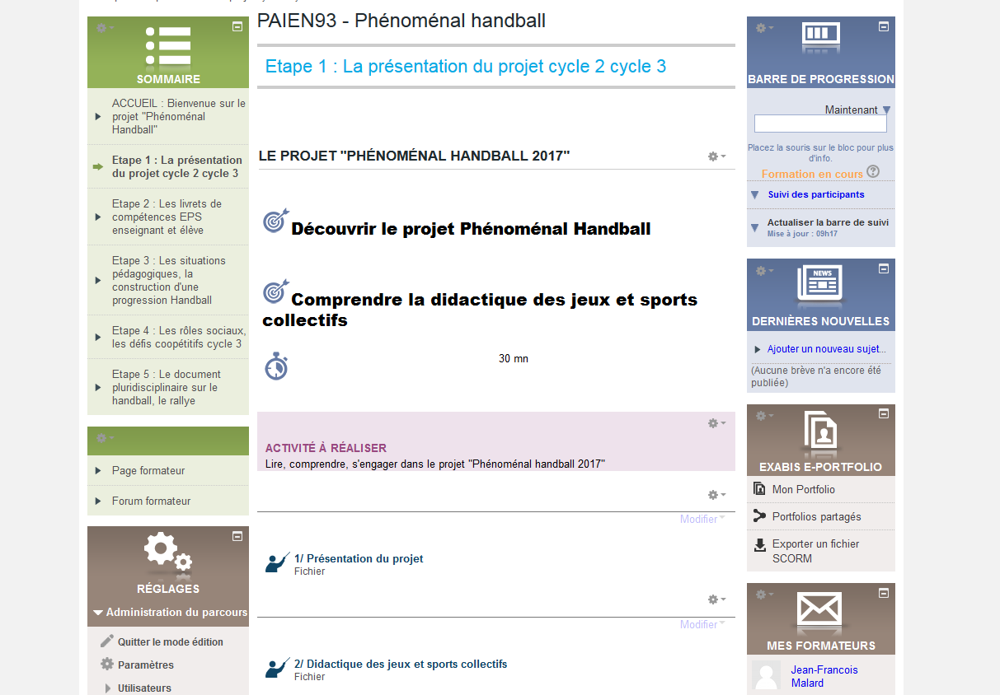 PAIEN93 - Phénoménal handball
SOMMAIRE
ACCUEIL : Bienvenue sur le
projet "Phénoménal
Handball"
Etape 1 : La présentation
du projet cycle 2 cycle 3
Etape 2 : Les livrets de
compétences EPS
enseignant et élève
Etape 3 : Les situations
pédagogiques, la
construction d'une
progression Handball
Etape 4 : Les rôles sociaux,
les défis coopétitifs cycle 3
Etape 5 : Le document
pluridisciplinaire sur le
handball, le rallye
Page formateur
Forum formateur
RÉGLAGES
Administration du parcours
Quitter le mode édition
Paramètres
Utilisateurs
Etape 1 : La présentation du projet cycle 2 cycle 3
LE PROJET "PHÉNOMÉNAL HANDBALL 2017"
Découvrir le projet Phénoménal Handball
Comprendre la didactique des jeux et sports
collectifs
30 mn
ACTIVITÉ À RÉALISER
Lire, comprendre, s'engager dans le projet "Phénoménal handball 2017"
Modifier
1/ Présentation du projet
Fichier
Modifier
2/ Didactique des jeux et sports collectifs
Fichier
BARRE DE PROGRESSION
Maintenant
Placez la souris sur le bloc pour plus
d'info.
Formation en cours ?
Suivi des participants
Actualiser la barre de suivi
Mise à jour : 09h17
NEWS
DERNIÈRES NOUVELLES
Ajouter un nouveau sujet...
(Aucune brève n'a encore été
publiée)
EXABIS E-PORTFOLIO
Mon Portfolio
Portfolios partagés
Exporter un fichier
SCORM
MES FORMATEURS
Jean-Francois
Malard